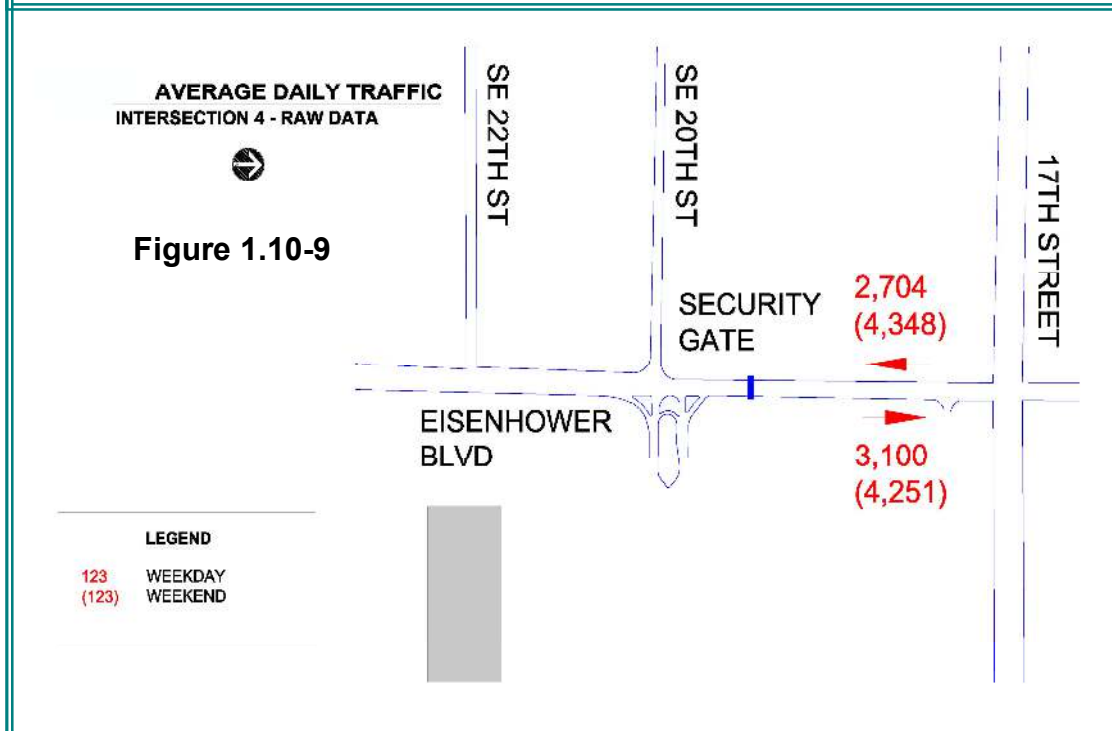 AVERAGE DAILY TRAFFIC
INTERSECTION 4 - RAW DATA
Figure 1.10-9
SE 22TH ST
SE 20TH ST
17TH STREET
SECURITY
GATE
2,704
(4,348)
EISENHOWER
BLVD
3,100
(4,251)
LEGEND
123 WEEKDAY
(123) WEEKEND